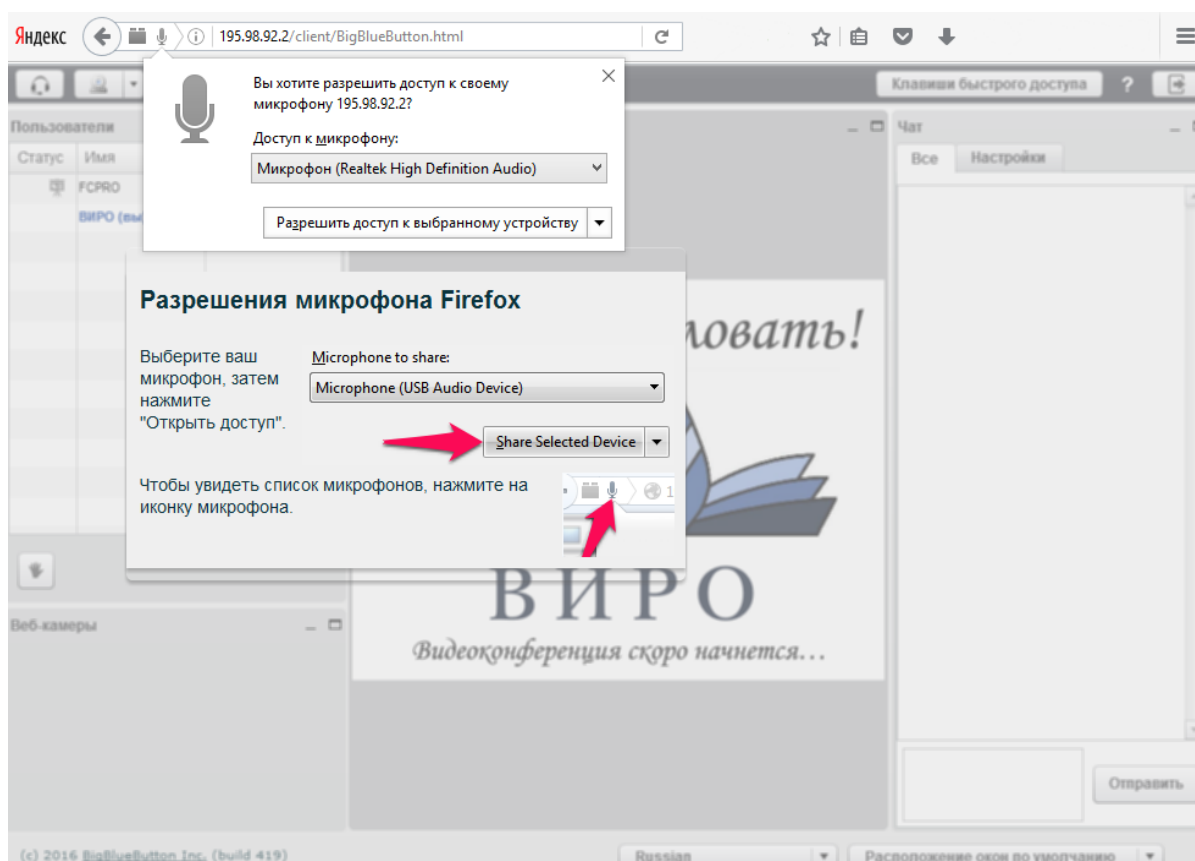 Яндекс
195.98.92.2/client/BigBlueButton.html
Вы хотите разрешить доступ к своему
микрофону 195.98.92.2?
Доступ к микрофону:
Микрофон (Realtek High Definition Audio)
Разрешить доступ к выбранному устройству
Клавиши быстрого доступа
?
Пользователи
Статус Имя
FCPRO
ВИРО (вы
Чат
Все Настройки
Разрешения микрофона Firefox
Выберите ваш
микрофон, затем
нажмите
"Открыть доступ".
Microphone to share:
Microphone (USB Audio Device)
Share Selected Device
Чтобы увидеть список микрофонов, нажмите на
иконку микрофона.
1
ловать!
ВИРО
Видеоконференция скоро начнется...
Веб-камеры
Отправить
(c) 2016 BigBlueButton Inc. (build 419)
Russian
Расположение окон по умолчанию